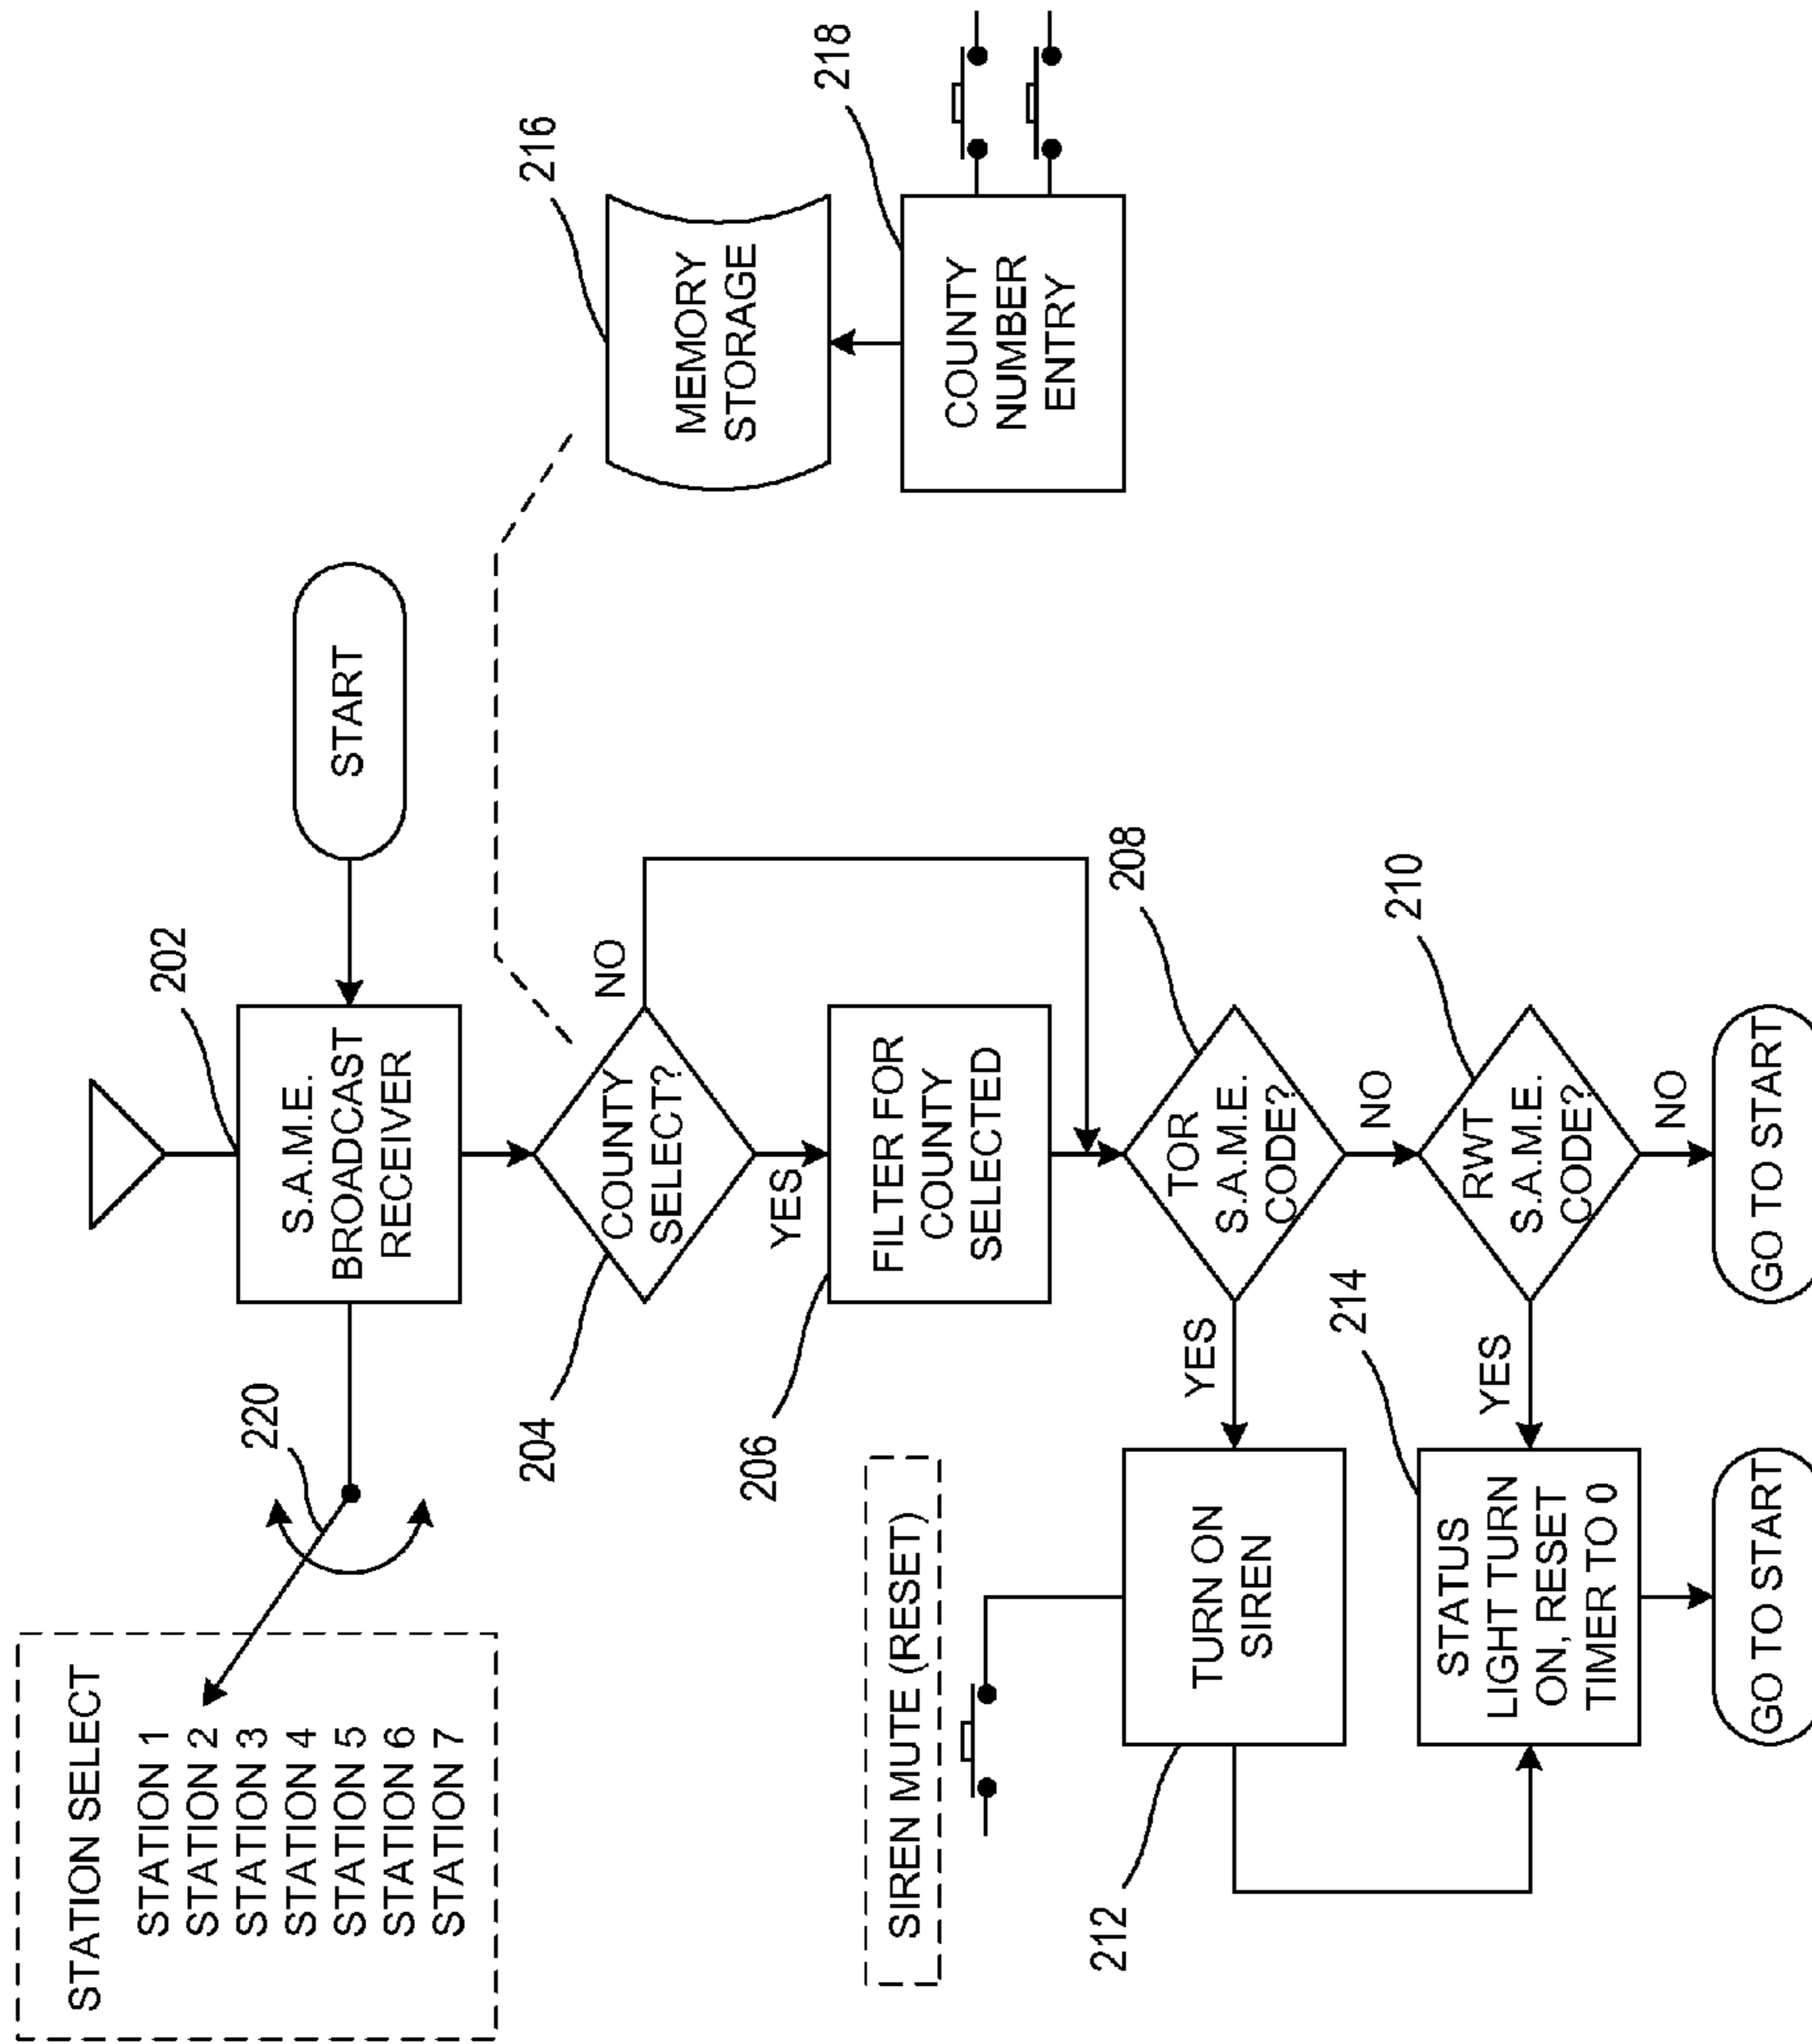 STATION SELECT
STATION 1
STATION 2
STATION 3
STATION 4
STATION 5
STATION 6
STATION 7
220
202
S.A.M.E.
BROADCAST
RECEIVER
START
204
COUNTY
SELECT?
NO
YES
216
MEMORY
STORAGE
206
FILTER FOR
COUNTY
SELECTED
218
COUNTY
NUMBER
ENTRY
SIREN MUTE (RESET)
208
TOR
S.A.M.E.
CODE?
YES
NO
212
TURN ON
SIREN
210
RWT
S.A.M.E.
CODE?
YES
NO
214
STATUS
LIGHT TURN
ON, RESET
TIMER TO 0
GO TO START
GO TO START